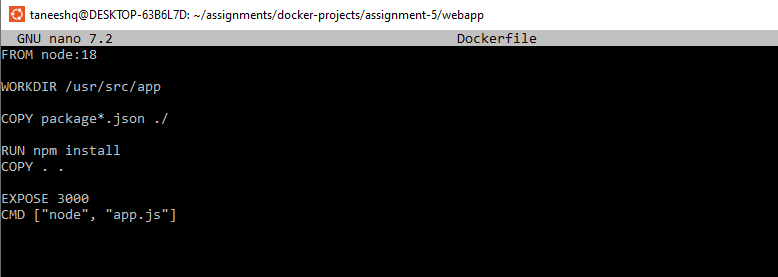 taneeshq@DESKTOP-63B6L7D: ~/assignments/docker-projects/assignment-5/webapp
GNU nano 7.2 Dockerfile
FROM node:18
WORKDIR /usr/src/app
COPY package*.json ./
RUN npm install
COPY . .
EXPOSE 3000
CMD ["node", "app.js"]